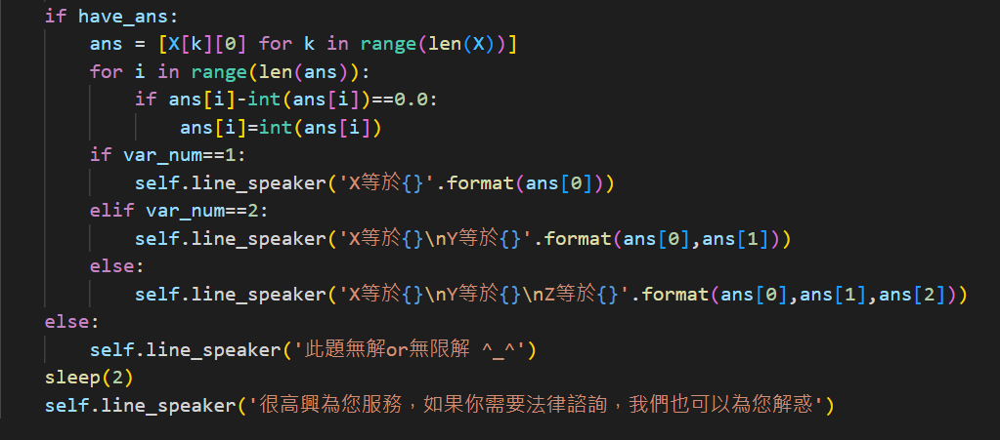 if have_ans:
    ans = [X[k][0] for k in range(len(X))]
    for i in range(len(ans)):
        if ans[i]-int(ans[i])==0.0:
            ans[i]=int(ans[i])
    if var_num==1:
        self.line_speaker('X等於{}'.format(ans[0]))
    elif var_num==2:
        self.line_speaker('X等於{}\nY等於{}'.format(ans[0],ans[1]))
    else:
        self.line_speaker('X等於{}\nY等於{}\nZ等於{}'.format(ans[0],ans[1],ans[2]))
else:
    self.line_speaker('此題無解or無限解 ^_^')
sleep(2)
self.line_speaker('很高興為您服務，如果你需要法律諮詢，我們也可以為您解惑')